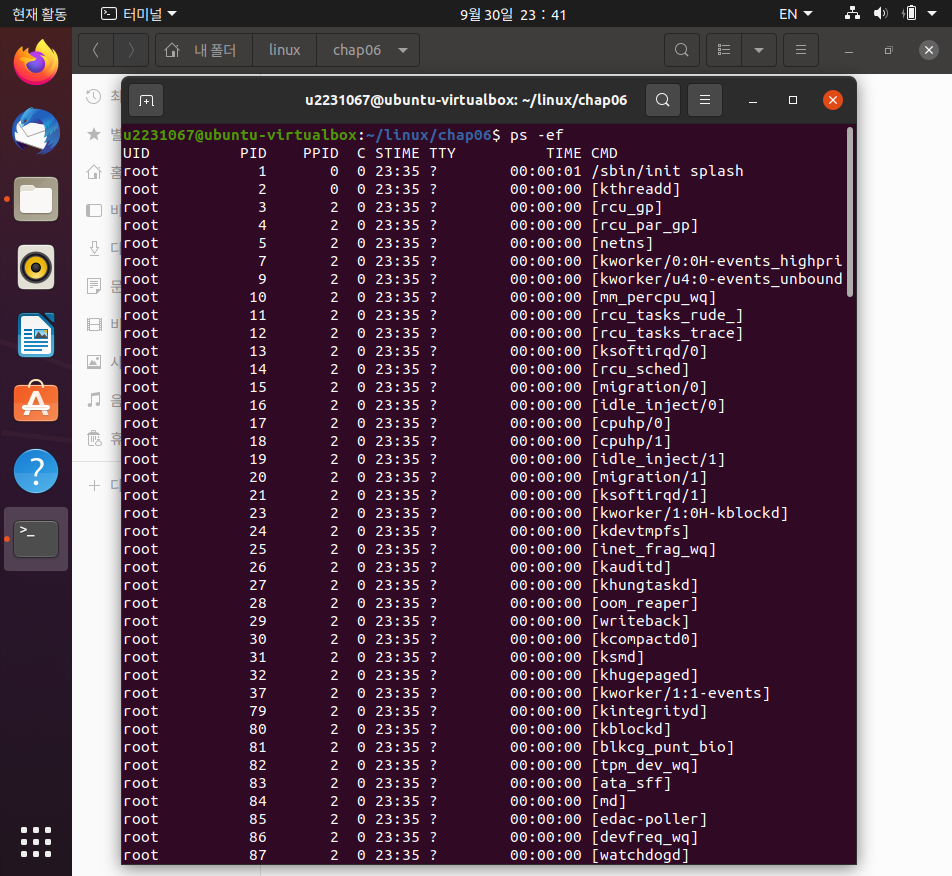 현재 활동 터미널 9월 30일 23 : 41 EN
내 폴더 linux chap06
u2231067@ubuntu-virtualbox: ~/linux/chap06
u2231067@ubuntu-virtualbox:~/linux/chap06$ ps -ef
UID PID PPID C STIME TTY TIME CMD
root 1 0 0 23:35 ? 00:00:01 /sbin/init splash
root 2 0 0 23:35 ? 00:00:00 [kthreadd]
root 3 2 0 23:35 ? 00:00:00 [rcu_gp]
root 4 2 0 23:35 ? 00:00:00 [rcu_par_gp]
root 5 2 0 23:35 ? 00:00:00 [netns]
root 7 2 0 23:35 ? 00:00:00 [kworker/0:0H-events_highpri
root 9 2 0 23:35 ? 00:00:00 [kworker/u4:0-events_unbound
root 10 2 0 23:35 ? 00:00:00 [mm_percpu_wq]
root 11 2 0 23:35 ? 00:00:00 [rcu_tasks_rude_]
root 12 2 0 23:35 ? 00:00:00 [rcu_tasks_trace]
root 13 2 0 23:35 ? 00:00:00 [ksoftirqd/0]
root 14 2 0 23:35 ? 00:00:00 [rcu_sched]
root 15 2 0 23:35 ? 00:00:00 [migration/0]
root 16 2 0 23:35 ? 00:00:00 [idle_inject/0]
root 17 2 0 23:35 ? 00:00:00 [cpuhp/0]
root 18 2 0 23:35 ? 00:00:00 [cpuhp/1]
root 19 2 0 23:35 ? 00:00:00 [idle_inject/1]
root 20 2 0 23:35 ? 00:00:00 [migration/1]
root 21 2 0 23:35 ? 00:00:00 [ksoftirqd/1]
root 23 2 0 23:35 ? 00:00:00 [kworker/1:0H-kblockd]
root 24 2 0 23:35 ? 00:00:00 [kdevtmpfs]
root 25 2 0 23:35 ? 00:00:00 [inet_frag_wq]
root 26 2 0 23:35 ? 00:00:00 [kauditd]
root 27 2 0 23:35 ? 00:00:00 [khungtaskd]
root 28 2 0 23:35 ? 00:00:00 [oom_reaper]
root 29 2 0 23:35 ? 00:00:00 [writeback]
root 30 2 0 23:35 ? 00:00:00 [kcompactd0]
root 31 2 0 23:35 ? 00:00:00 [ksmd]
root 32 2 0 23:35 ? 00:00:00 [khugepaged]
root 37 2 0 23:35 ? 00:00:00 [kworker/1:1-events]
root 79 2 0 23:35 ? 00:00:00 [kintegrityd]
root 80 2 0 23:35 ? 00:00:00 [kblockd]
root 81 2 0 23:35 ? 00:00:00 [blkcg_punt_bio]
root 82 2 0 23:35 ? 00:00:00 [tpm_dev_wq]
root 83 2 0 23:35 ? 00:00:00 [ata_sff]
root 84 2 0 23:35 ? 00:00:00 [md]
root 85 2 0 23:35 ? 00:00:00 [edac-poller]
root 86 2 0 23:35 ? 00:00:00 [devfreq_wq]
root 87 2 0 23:35 ? 00:00:00 [watchdogd]